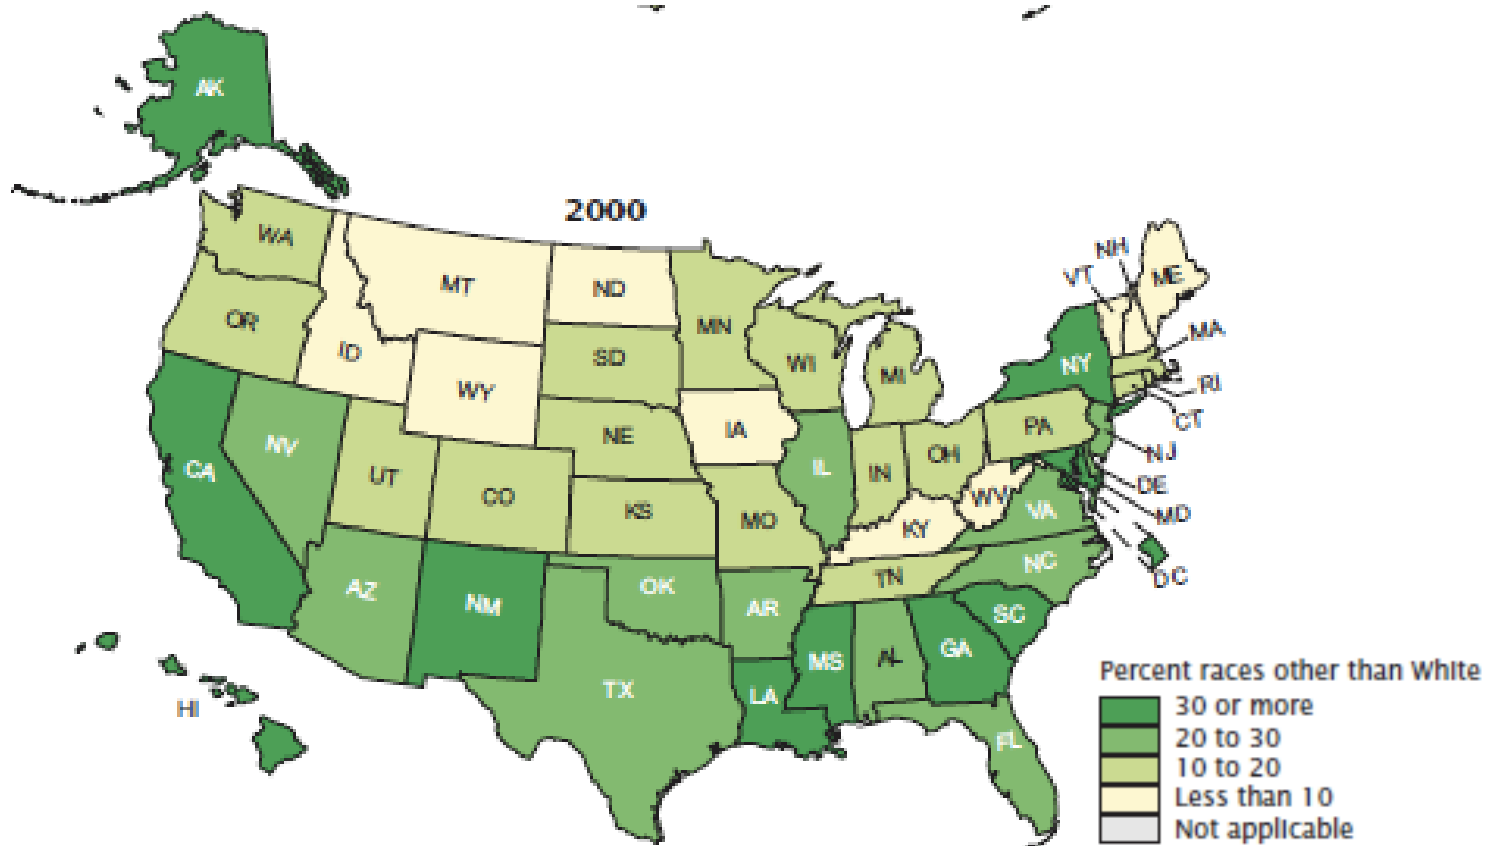 AK
2000
WA
MT
ND
MN
OR
ID
SD
WI
MI
NH
VT
ME
MA
NY
RI
CT
WY
IA
NE
PA
NJ
NV
CA
UT
CO
KS
MO
IL
IN
OH
WV
KY
VA
DE
MD
DC
AZ
NM
OK
AR
TN
NC
SC
TX
LA
MS
AL
GA
FL
HI
Percent races other than White
30 or more
20 to 30
10 to 20
Less than 10
Not applicable